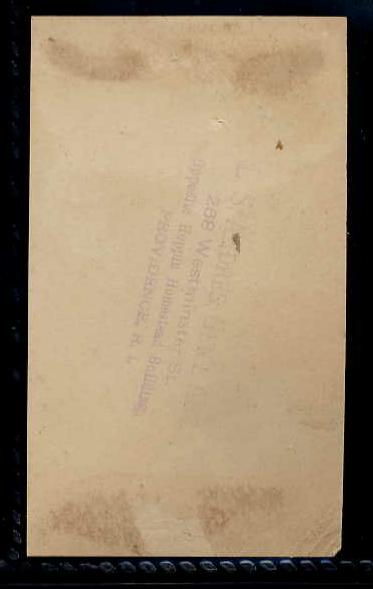 288 Westminster St.
Opposite Hoppin Homestead Building
PROVIDENCE, R. I.